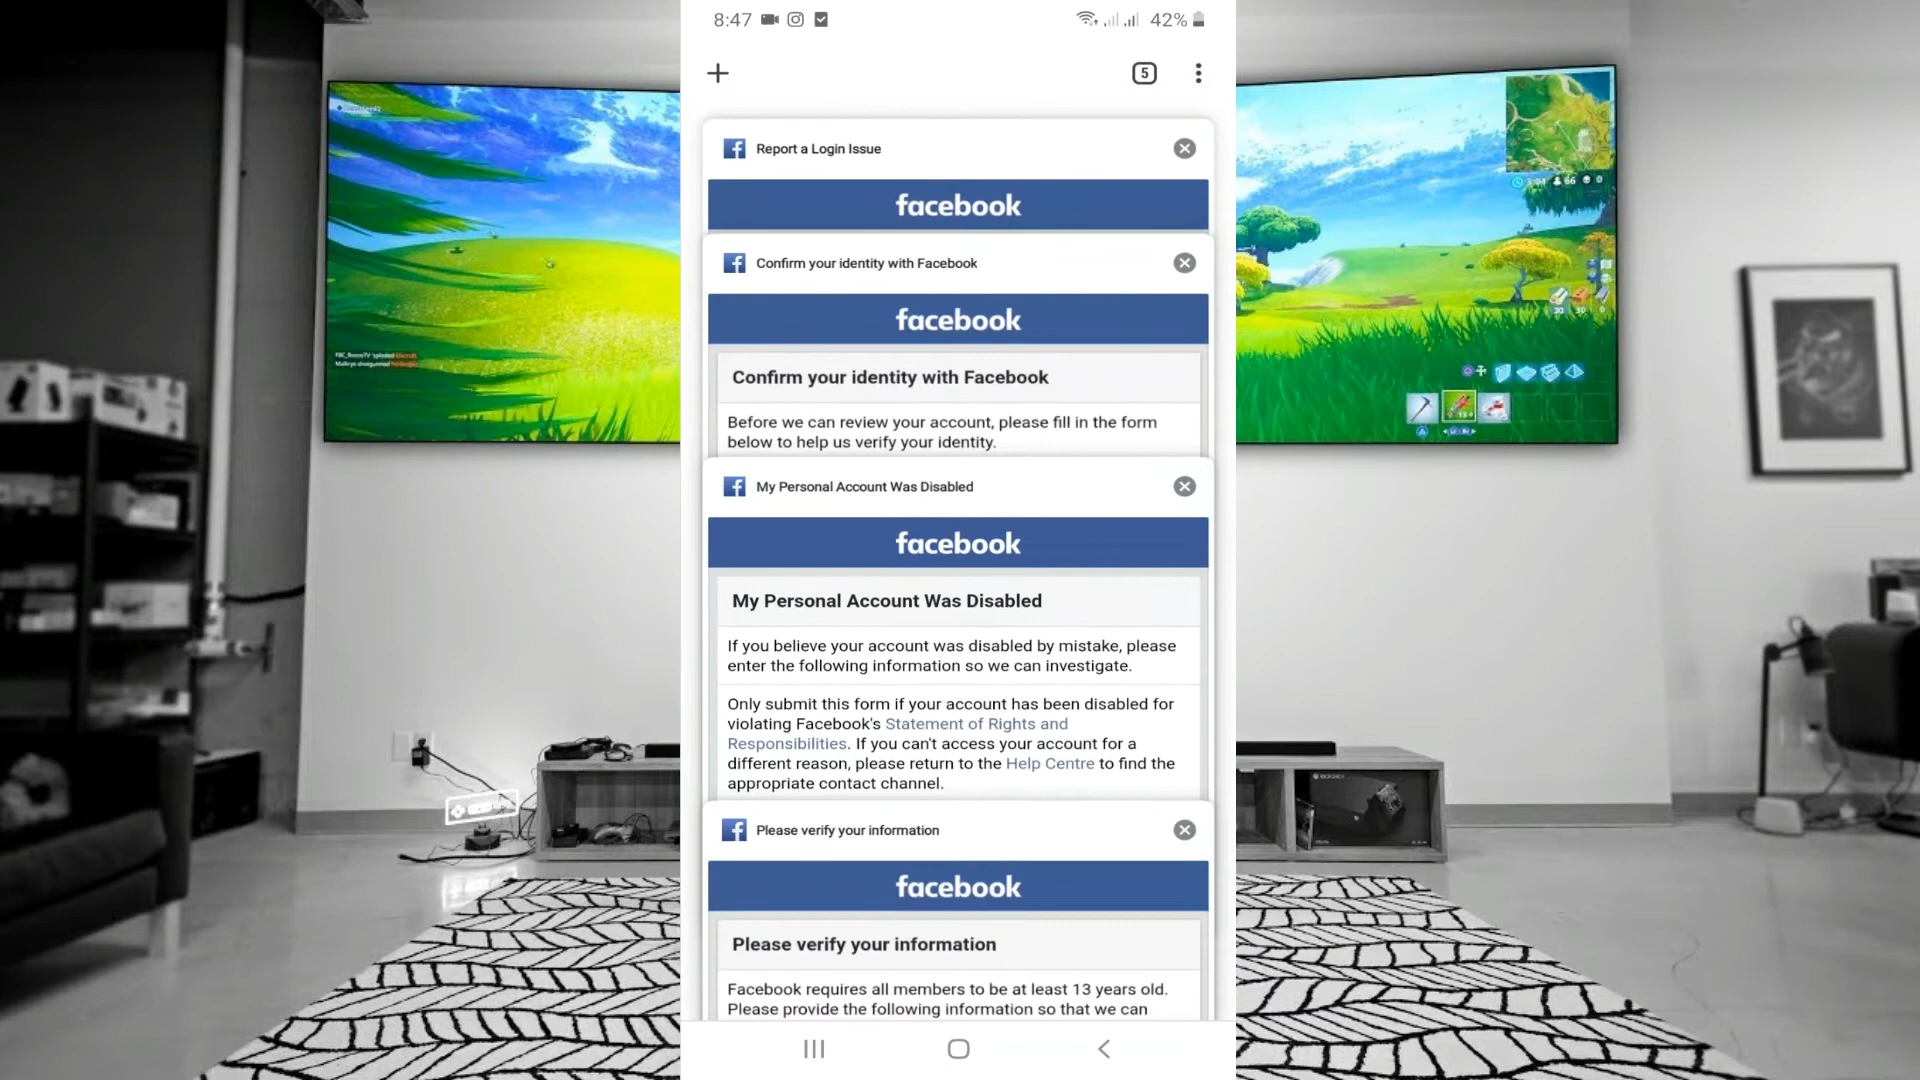 8:47
42%
5
Report a Login Issue
facebook
Confirm your identity with Facebook
facebook
Confirm your identity with Facebook
Before we can review your account, please fill in the form
below to help us verify your identity.
My Personal Account Was Disabled
facebook
My Personal Account Was Disabled
If you believe your account was disabled by mistake, please
enter the following information so we can investigate.
Only submit this form if your account has been disabled for
violating Facebook's Statement of Rights and
Responsibilities. If you can't access your account for a
different reason, please return to the Help Centre to find the
appropriate contact channel.
Please verify your information
facebook
Please verify your information
Facebook requires all members to be at least 13 years old.
Please provide the following information so that we can